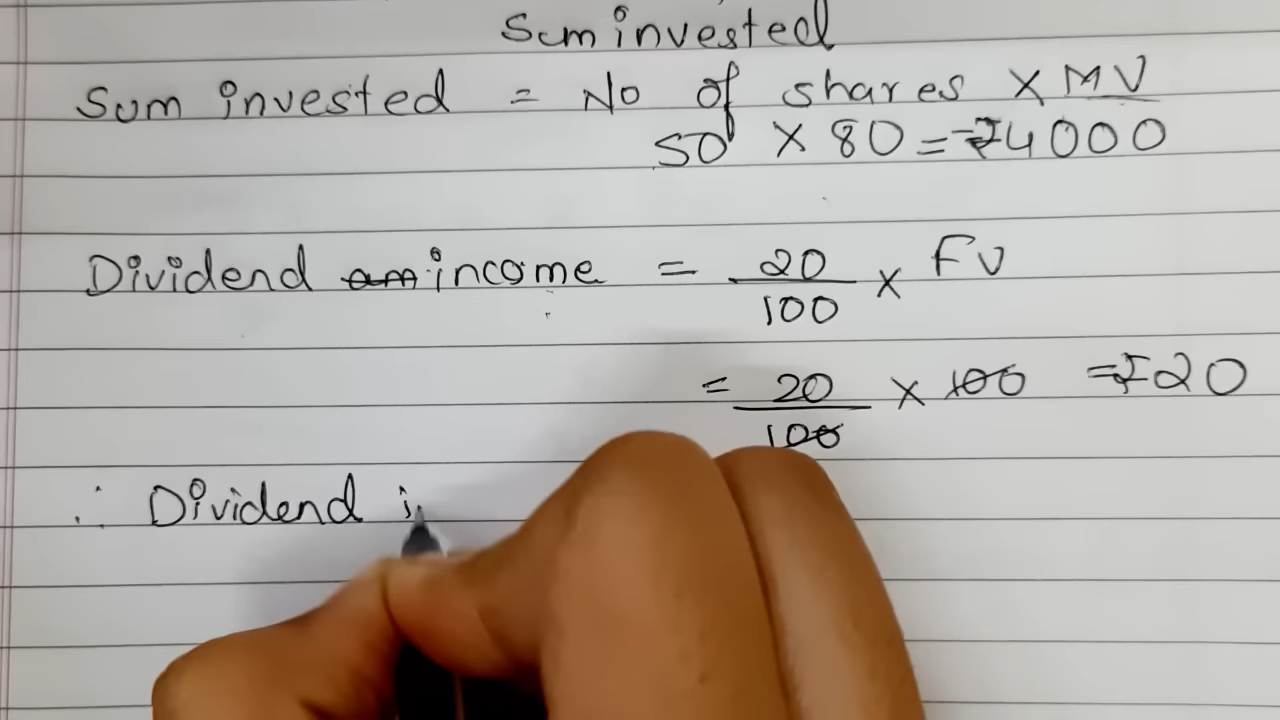 Sum invested
Sum invested = No of shares × MV
50 × 80 = ₹4000
Dividend income = 20/100 × FV
= 20/100 × 100 = ₹20
∴ Dividend i